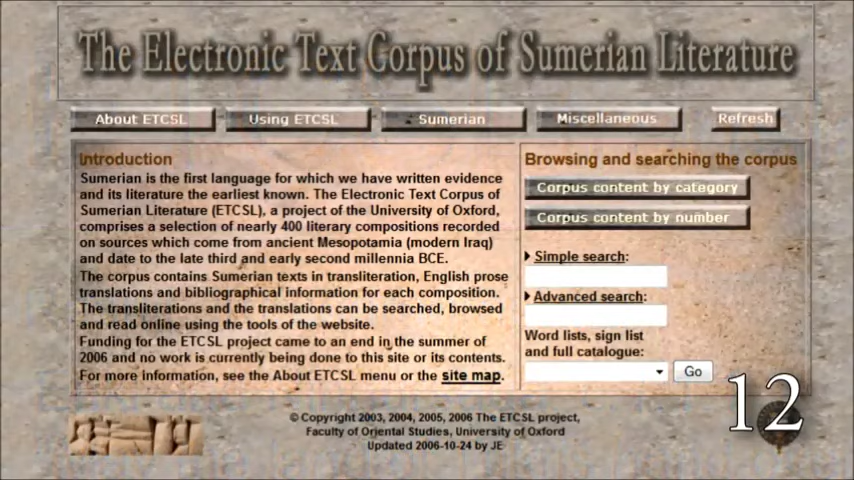 The Electronic Text Corpus of Sumerian Literature
About ETCSL
Using ETCSL
Sumerian
Miscellaneous
Refresh
Introduction
Sumerian is the first language for which we have written evidence
and its literature the earliest known. The Electronic Text Corpus of
Sumerian Literature (ETCSL), a project of the University of Oxford,
comprises a selection of nearly 400 literary compositions recorded
on sources which come from ancient Mesopotamia (modern Iraq)
and date to the late third and early second millennia BCE.
The corpus contains Sumerian texts in transliteration, English prose
translations and bibliographical information for each composition.
The transliterations and the translations can be searched, browsed
and read online using the tools of the website.
Funding for the ETCSL project came to an end in the summer of
2006 and no work is currently being done to this site or its contents.
For more information, see the About ETCSL menu or the site map.
Browsing and searching the corpus
Corpus content by category
Corpus content by number
Simple search:
Advanced search:
Word lists, sign list
and full catalogue:
Go
12
© Copyright 2003, 2004, 2005, 2006 The ETCSL project,
Faculty of Oriental Studies, University of Oxford
Updated 2006-10-24 by JE